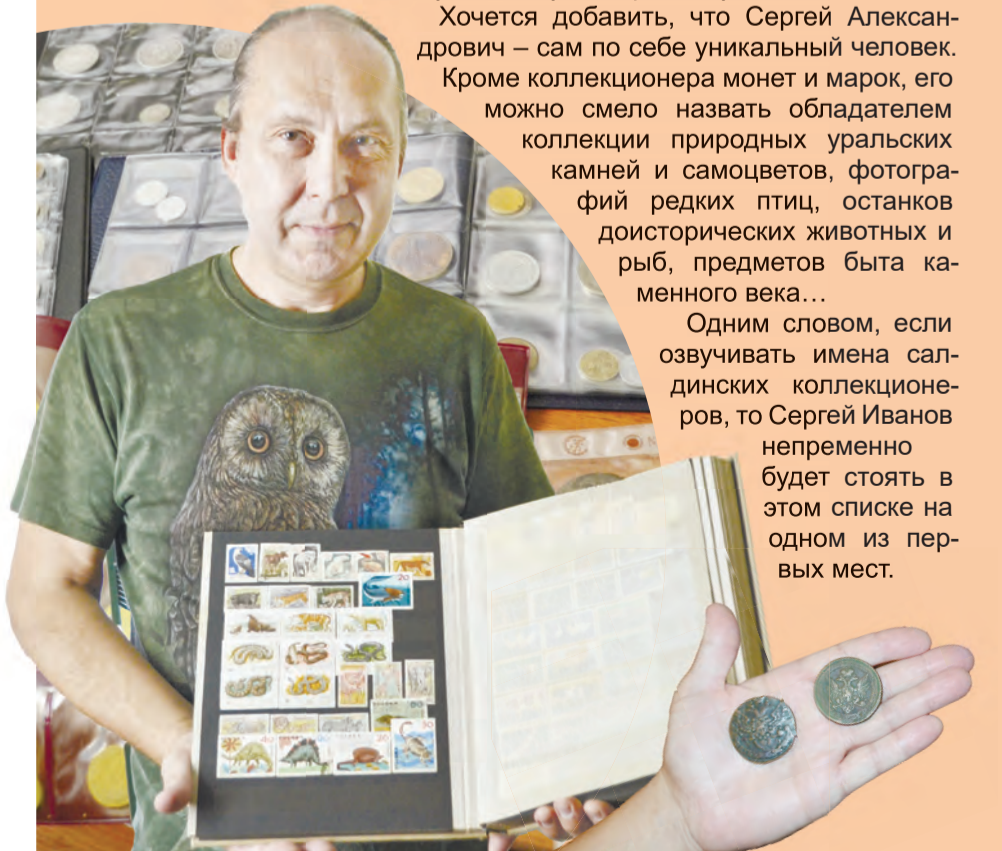 Хочется добавить, что Сергей Алексан-
дрович – сам по себе уникальный человек.
Кроме коллекционера монет и марок, его
можно смело назвать обладателем
коллекции природных уральских
камней и самоцветов, фотогра-
фий редких птиц, останков
доисторических животных и
рыб, предметов быта ка-
менного века...
Одним словом, если
озвучивать имена сал-
динских коллекционе-
ров, то Сергей Иванов
непременно
будет стоять в
этом списке на
одном из пер-
вых мест.
20